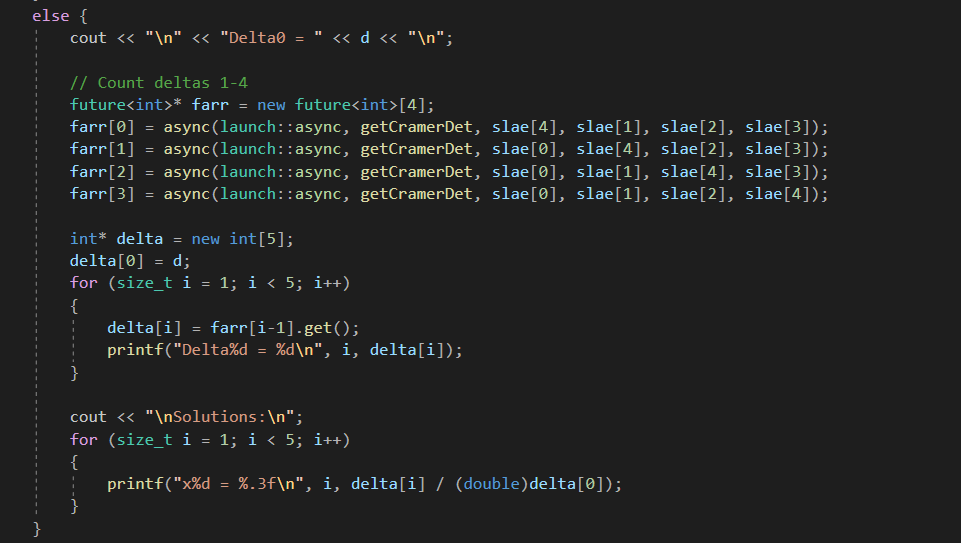 else {
cout << "\n" << "Delta0 = " << d << "\n";
// Count deltas 1-4
future<int>* farr = new future<int>[4];
farr[0] = async(launch::async, getCramerDet, slae[4], slae[1], slae[2], slae[3]);
farr[1] = async(launch::async, getCramerDet, slae[0], slae[4], slae[2], slae[3]);
farr[2] = async(launch::async, getCramerDet, slae[0], slae[1], slae[4], slae[3]);
farr[3] = async(launch::async, getCramerDet, slae[0], slae[1], slae[2], slae[4]);
int* delta = new int[5];
delta[0] = d;
for (size_t i = 1; i < 5; i++)
{
delta[i] = farr[i-1].get();
printf("Delta%d = %d\n", i, delta[i]);
}
cout << "\nSolutions:\n";
for (size_t i = 1; i < 5; i++)
{
printf("x%d = %.3f\n", i, delta[i] / (double)delta[0]);
}
}